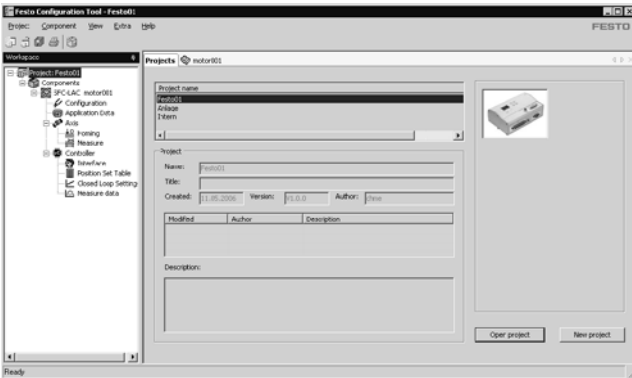 Festo Configuration Tool - Festo01
Project Component View Extra Help
FESTO
Workspace
Project: Festo01
Components
SFC-LAC motor001
Configuration
Application Data
Axis
Homing
Measure
Controller
Interface
Position Set Table
Closed Loop Setting
Measure data
Projects motor001
Project name
Festo01
Anlage
Intern
Project
Name: Festo01
Title:
Created: 11.05.2006 Version: V1.0.0 Author:
Modified Author Description
Description:
Open project New project
Ready